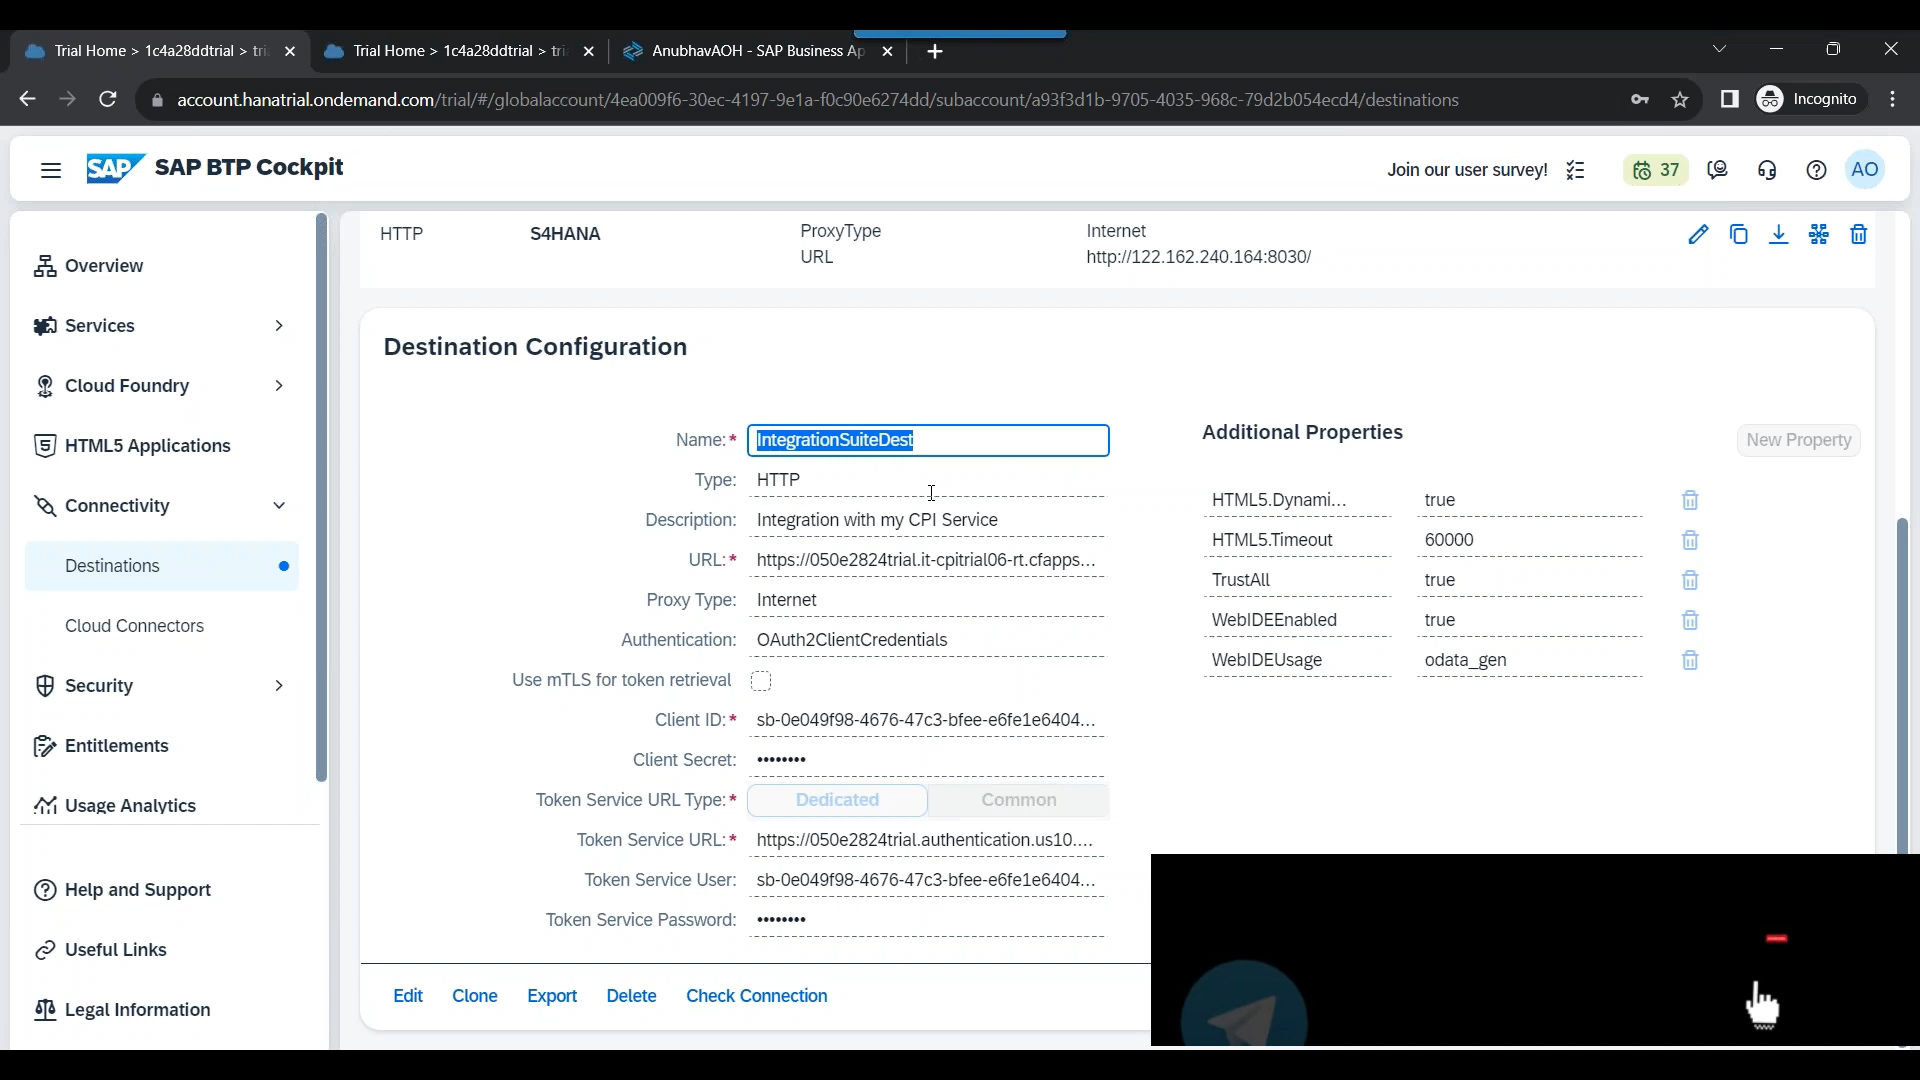 Trial Home > 1c4a28ddtrial > tri
Trial Home > 1c4a28ddtrial > tri
AnubhavAOH - SAP Business Ap
account.hanatrial.ondemand.com/trial/#/globalaccount/4ea009f6-30ec-4197-9e1a-f0c90e6274dd/subaccount/a93f3d1b-9705-4035-968c-79d2b054ecd4/destinations
Incognito
SAP
SAP BTP Cockpit
Join our user survey!
37
AO
Overview
Services
Cloud Foundry
HTML5 Applications
Connectivity
Destinations
Cloud Connectors
Security
Entitlements
Usage Analytics
Help and Support
Useful Links
Legal Information
HTTP
S4HANA
ProxyType
Internet
URL
http://122.162.240.164:8030/
Destination Configuration
Name:* IntegrationSuiteDest
Type: HTTP
Description: Integration with my CPI Service
URL:* https://050e2824trial.it-cpitrial06-rt.cfapps...
Proxy Type: Internet
Authentication: OAuth2ClientCredentials
Use mTLS for token retrieval
Client ID:* sb-0e049f98-4676-47c3-bfee-e6fe1e6404...
Client Secret: ••••••••
Token Service URL Type:* Dedicated Common
Token Service URL:* https://050e2824trial.authentication.us10....
Token Service User: sb-0e049f98-4676-47c3-bfee-e6fe1e6404...
Token Service Password: ••••••••
Additional Properties
New Property
HTML5.Dynami... true
HTML5.Timeout 60000
TrustAll true
WebIDEEnabled true
WebIDEUsage odata_gen
Edit Clone Export Delete Check Connection